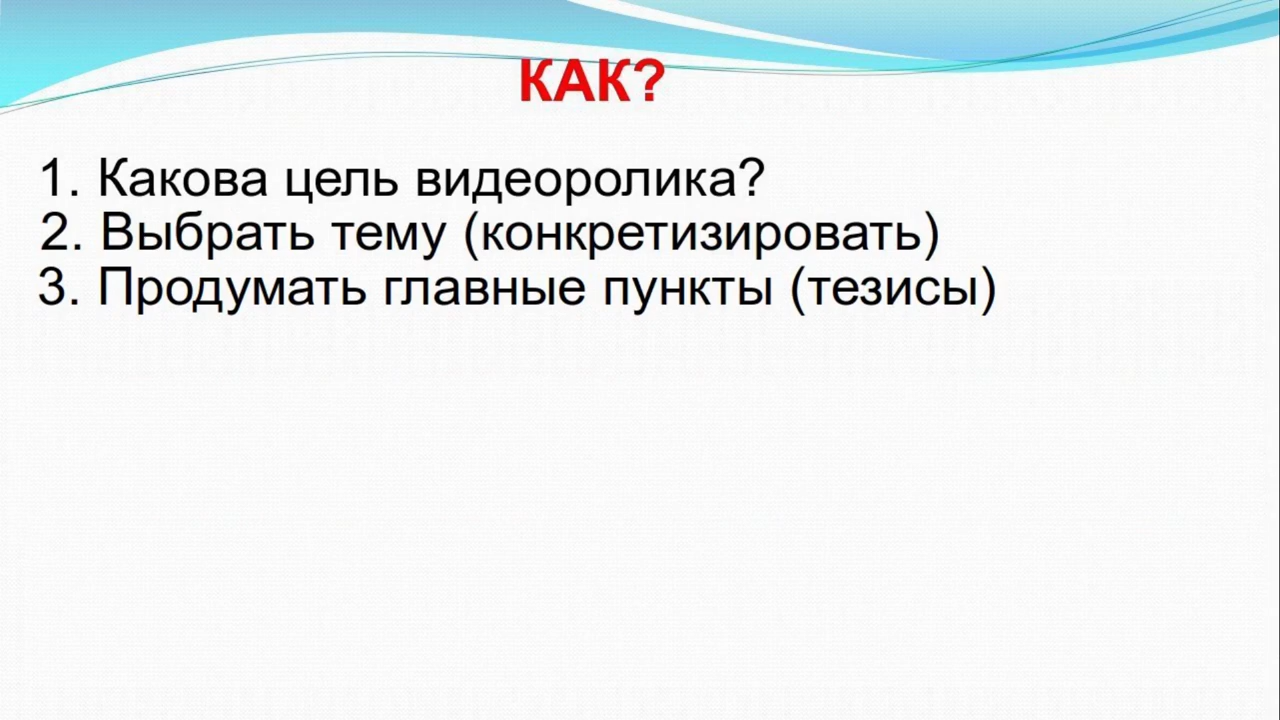 КАК?
1. Какова цель видеоролика?
2. Выбрать тему (конкретизировать)
3. Продумать главные пункты (тезисы)